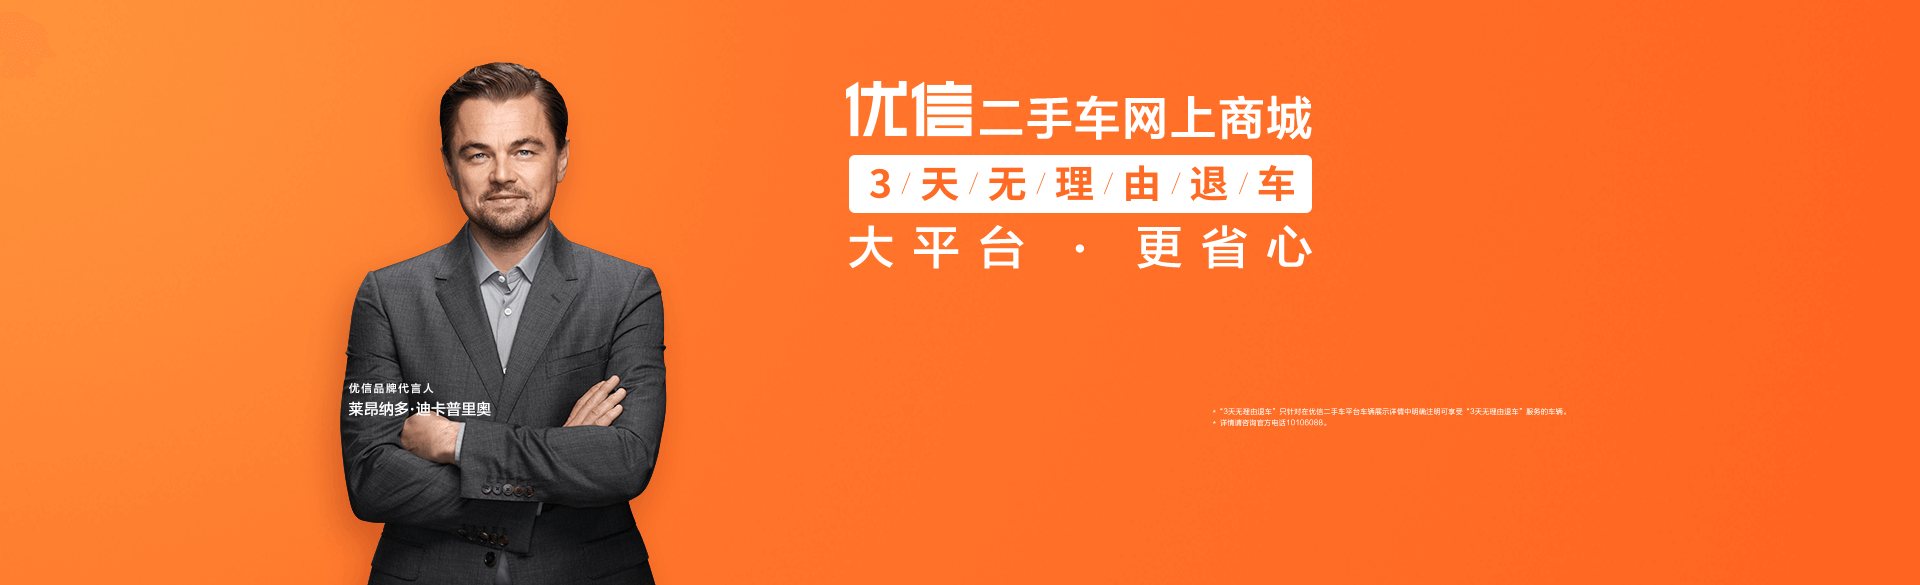 优信二手车网上商城
3/天/无/理/由/退/车
大平台·更省心
优信品牌代言人
莱昂纳多·迪卡普里奥
• “3天无理由退车”只针对在优信二手车平台车辆展示详情中明确注明可享受“3天无理由退车”服务的车辆。
• 详情请咨询官方电话10106088。